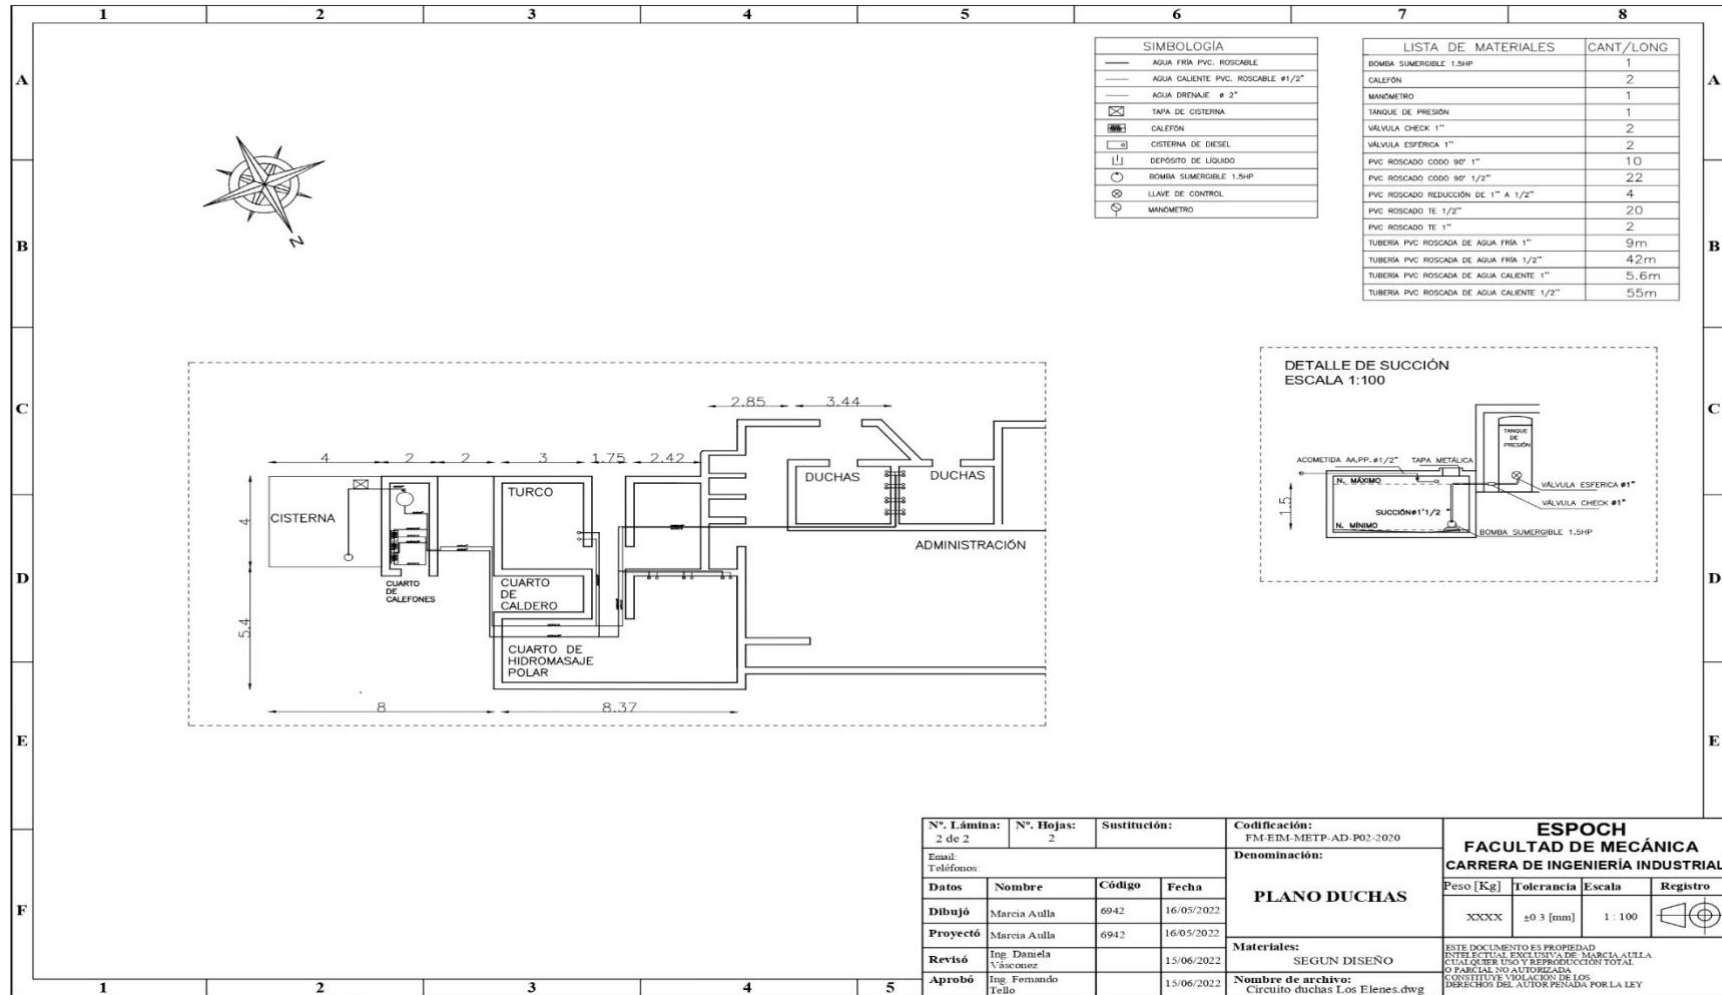 1 2 3 4 5 6 7 8
A A
B B
C C
D D
E E
F
1 2 3 4 5
N
SIMBOLOGÍA
AGUA FRÍA PVC. ROSCABLE
AGUA CALIENTE PVC. ROSCABLE ø1/2"
AGUA DRENAJE ø 2"
TAPA DE CISTERNA
CALEFÓN
CISTERNA DE DIESEL
DEPÓSITO DE LÍQUIDO
BOMBA SUMERGIBLE 1.5HP
LLAVE DE CONTROL
MANÓMETRO
LISTA DE MATERIALES CANT/LONG
BOMBA SUMERGIBLE 1.5HP 1
CALEFÓN 2
MANÓMETRO 1
TANQUE DE PRESIÓN 1
VÁLVULA CHECK 1" 2
VÁLVULA ESFÉRICA 1" 2
PVC ROSCADO CODO 90° 1" 10
PVC ROSCADO CODO 90° 1/2" 22
PVC ROSCADO REDUCCIÓN DE 1" A 1/2" 4
PVC ROSCADO TE 1/2" 20
PVC ROSCADO TE 1" 2
TUBERÍA PVC ROSCADA DE AGUA FRÍA 1" 9m
TUBERÍA PVC ROSCADA DE AGUA FRÍA 1/2" 42m
TUBERÍA PVC ROSCADA DE AGUA CALIENTE 1" 5.6m
TUBERÍA PVC ROSCADA DE AGUA CALIENTE 1/2" 55m
2.85 3.44
4 2 2 3 1.75 2.42
4
5.4
8 8.37
CISTERNA
CUARTO
DE
CALEFONES
TURCO
CUARTO
DE
CALDERO
CUARTO DE
HIDROMASAJE
POLAR
DUCHAS
DUCHAS
ADMINISTRACIÓN
DETALLE DE SUCCIÓN
ESCALA 1:100
TANQUE
DE
PRESIÓN
ACOMETIDA AA.PP.ø1/2" TAPA METÁLICA
N. MÁXIMO
VÁLVULA ESFERICA ø1"
VÁLVULA CHECK ø1"
1.5
SUCCIÓNø1"1/2 "
N. MÍNIMO
BOMBA SUMERGIBLE 1.5HP
Nº. Lámina: 2 de 2
Nº. Hojas: 2
Sustitución:
Codificación:
FM-EIM-METP-AD-P02-2020
Email:
Teléfonos:
Denominación:
PLANO DUCHAS
Datos Nombre Código Fecha
Dibujó Marcia Aulla 6942 16/05/2022
Proyectó Marcia Aulla 6942 16/05/2022
Revisó Ing. Daniela Vásconez 15/06/2022
Aprobó Ing. Fernando Tello 15/06/2022
Materiales:
SEGUN DISEÑO
Nombre de archivo:
Circuito duchas Los Elenes.dwg
ESPOCH
FACULTAD DE MECÁNICA
CARRERA DE INGENIERÍA INDUSTRIAL
Peso [Kg] Tolerancia Escala Registro
XXXX ±0.3 [mm] 1 : 100
ESTE DOCUMENTO ES PROPIEDAD
INTELECTUAL EXCLUSIVA DE: MARCIA AULLA
CUALQUIER USO Y REPRODUCCIÓN TOTAL
O PARCIAL NO AUTORIZADA
CONSTITUYE VIOLACIÓN DE LOS
DERECHOS DEL AUTOR PENADA POR LA LEY